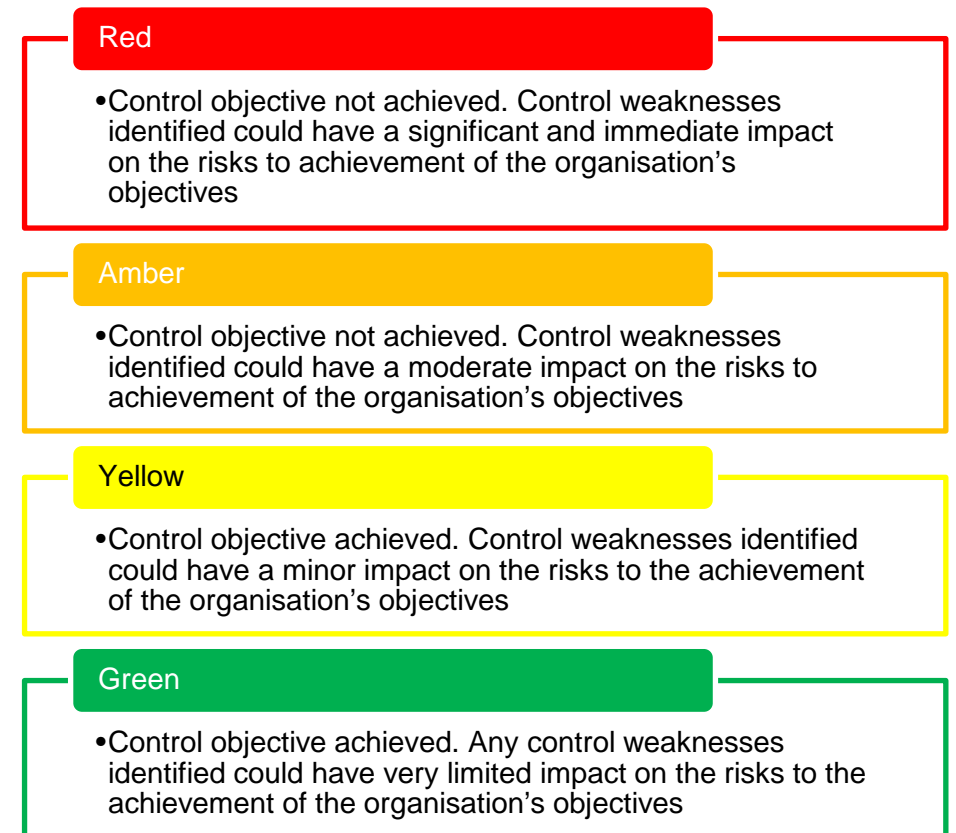 Red
•Control objective not achieved. Control weaknesses
identified could have a significant and immediate impact
on the risks to achievement of the organisation’s
objectives
Amber
•Control objective not achieved. Control weaknesses
identified could have a moderate impact on the risks to
achievement of the organisation’s objectives
Yellow
•Control objective achieved. Control weaknesses identified
could have a minor impact on the risks to the achievement
of the organisation’s objectives
Green
•Control objective achieved. Any control weaknesses
identified could have very limited impact on the risks to the
achievement of the organisation’s objectives